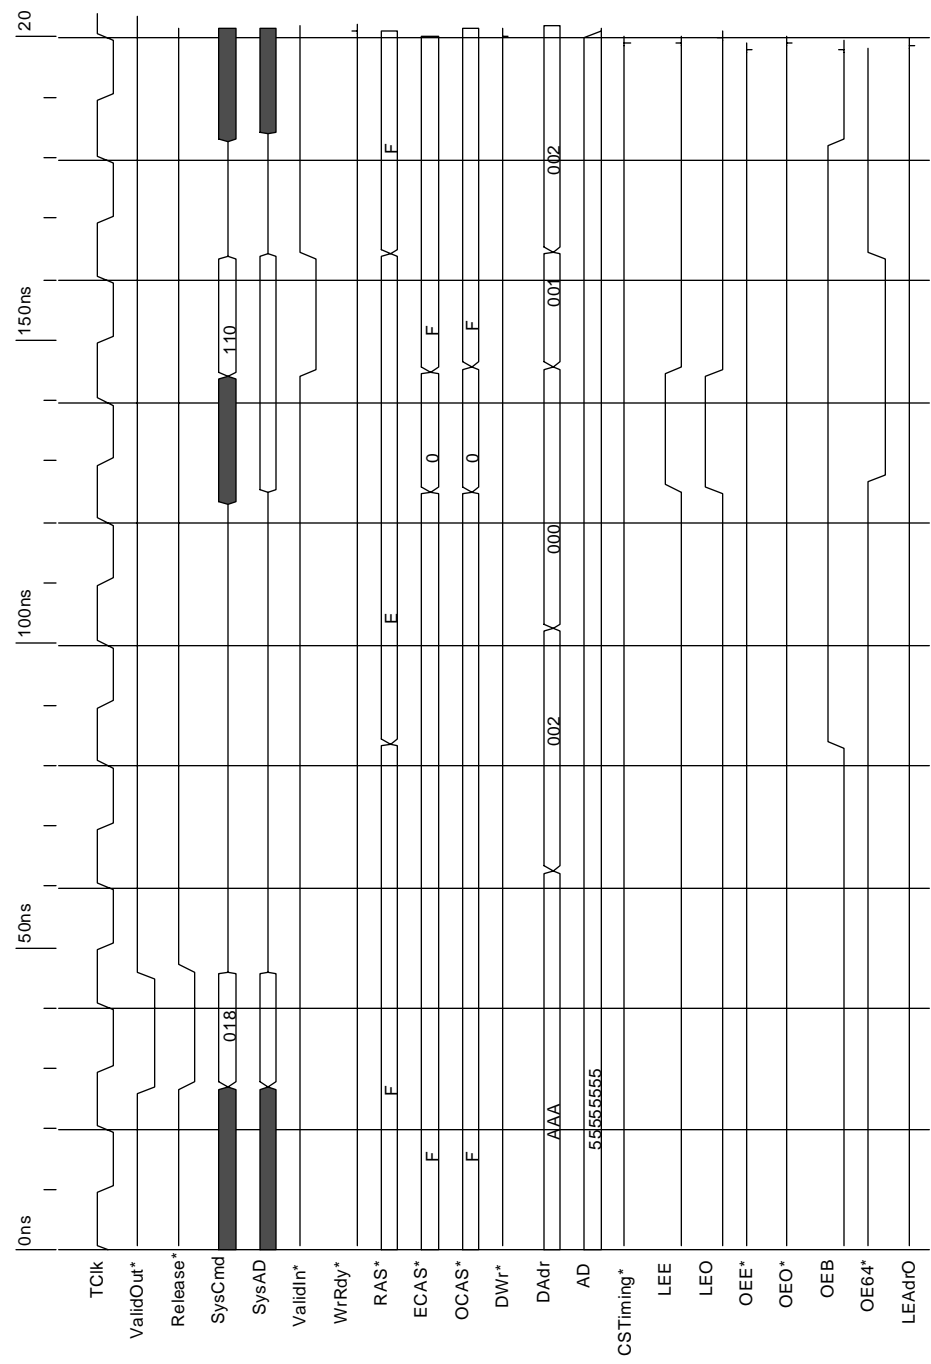 0ns
50ns
100ns
150ns
20
TClk
ValidOut*
Release*
SysCmd 018 110
SysAD
ValidIn*
WrRdy*
RAS* F E F
ECAS* F 0 F
OCAS* F 0 F
DWr*
DAdr AAA 002 000 001 002
AD 55555555
CSTiming*
LEE
LEO
OEE*
OEO*
OEB
OE64*
LEAdrO